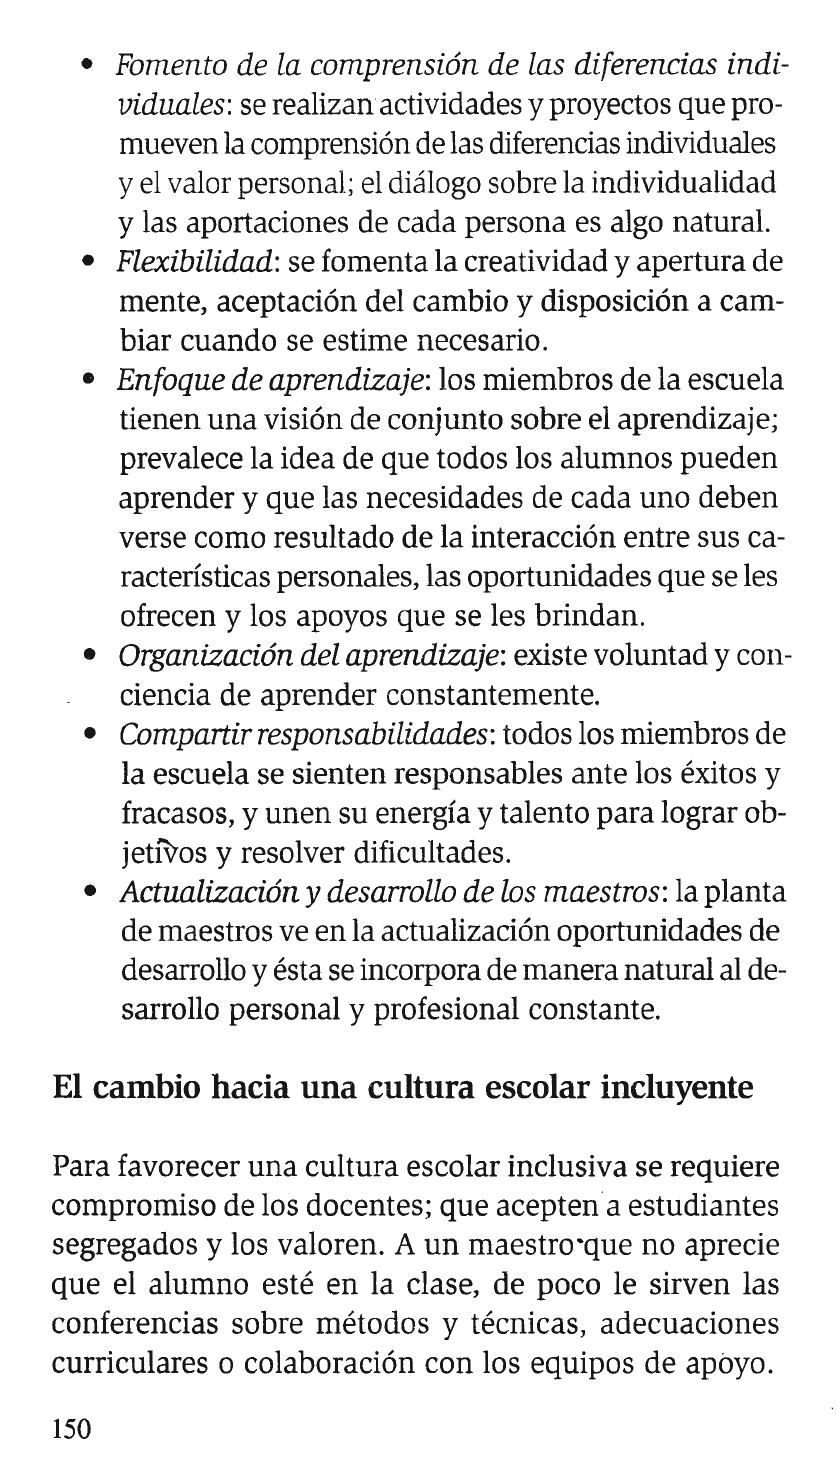 • Fomento de la comprensión de las diferencias indi-
viduales: se realizan actividades y proyectos que pro-
mueven la comprensión de las diferencias individuales
y el valor personal; el diálogo sobre la individualidad
y las aportaciones de cada persona es algo natural.
• Flexibilidad: se fomenta la creatividad y apertura de
mente, aceptación del cambio y disposición a cam-
biar cuando se estime necesario.
• Enfoque de aprendizaje: los miembros de la escuela
tienen una visión de conjunto sobre el aprendizaje;
prevalece la idea de que todos los alumnos pueden
aprender y que las necesidades de cada uno deben
verse como resultado de la interacción entre sus ca-
racterísticas personales, las oportunidades que se les
ofrecen y los apoyos que se les brindan.
• Organización del aprendizaje: existe voluntad y con-
ciencia de aprender constantemente.
• Compartir responsabilidades: todos los miembros de
la escuela se sienten responsables ante los éxitos y
fracasos, y unen su energía y talento para lograr ob-
jetivos y resolver dificultades.
• Actualización y desarrollo de los maestros: la planta
de maestros ve en la actualización oportunidades de
desarrollo y ésta se incorpora de manera natural al de-
sarrollo personal y profesional constante.
El cambio hacia una cultura escolar incluyente
Para favorecer una cultura escolar inclusiva se requiere
compromiso de los docentes; que acepten a estudiantes
segregados y los valoren. A un maestro que no aprecie
que el alumno esté en la clase, de poco le sirven las
conferencias sobre métodos y técnicas, adecuaciones
curriculares o colaboración con los equipos de apoyo.
150